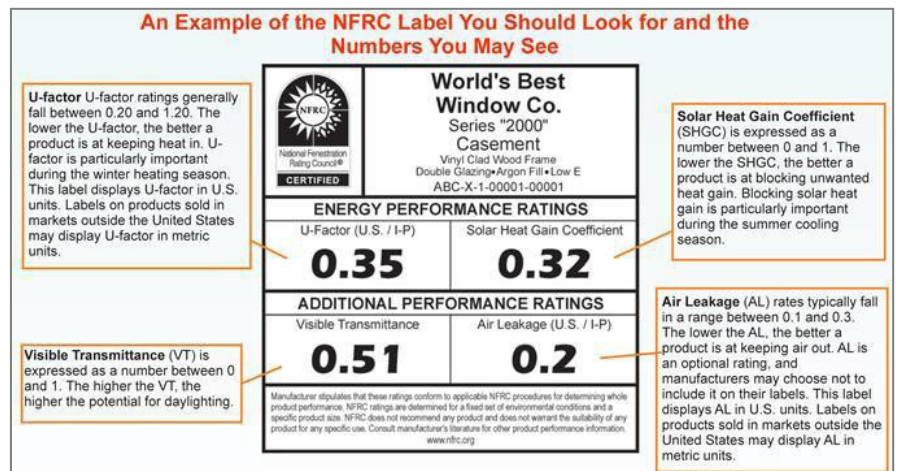 An Example of the NFRC Label You Should Look for and the
Numbers You May See
U-factor U-factor ratings generally
fall between 0.20 and 1.20. The
lower the U-factor, the better a
product is at keeping heat in. U-
factor is particularly important
during the winter heating season.
This label displays U-factor in U.S.
units. Labels on products sold in
markets outside the United States
may display U-factor in metric
units.
Visible Transmittance (VT) is
expressed as a number between 0
and 1. The higher the VT, the
higher the potential for daylighting.
NFRC
National Fenestration
Rating Council®
CERTIFIED
World's Best
Window Co.
Series "2000"
Casement
Vinyl Clad Wood Frame
Double Glazing•Argon Fill•Low E
ABC-X-1-00001-00001
ENERGY PERFORMANCE RATINGS
U-Factor (U.S. / I-P)
0.35
Solar Heat Gain Coefficient
0.32
ADDITIONAL PERFORMANCE RATINGS
Visible Transmittance
0.51
Air Leakage (U.S. / I-P)
0.2
Manufacturer stipulates that these ratings conform to applicable NFRC procedures for determining whole
product performance. NFRC ratings are determined for a fixed set of environmental conditions and a
specific product size. NFRC does not recommend any product and does not warrant the suitability of any
product for any specific use. Consult manufacturer's literature for other product performance information.
www.nfrc.org
Solar Heat Gain Coefficient
(SHGC) is expressed as a
number between 0 and 1. The
lower the SHGC, the better a
product is at blocking unwanted
heat gain. Blocking solar heat
gain is particularly important
during the summer cooling
season.
Air Leakage (AL) rates typically fall
in a range between 0.1 and 0.3.
The lower the AL, the better a
product is at keeping air out. AL is
an optional rating, and
manufacturers may choose not to
include it on their labels. This label
displays AL in U.S. units. Labels on
products sold in markets outside the
United States may display AL in
metric units.